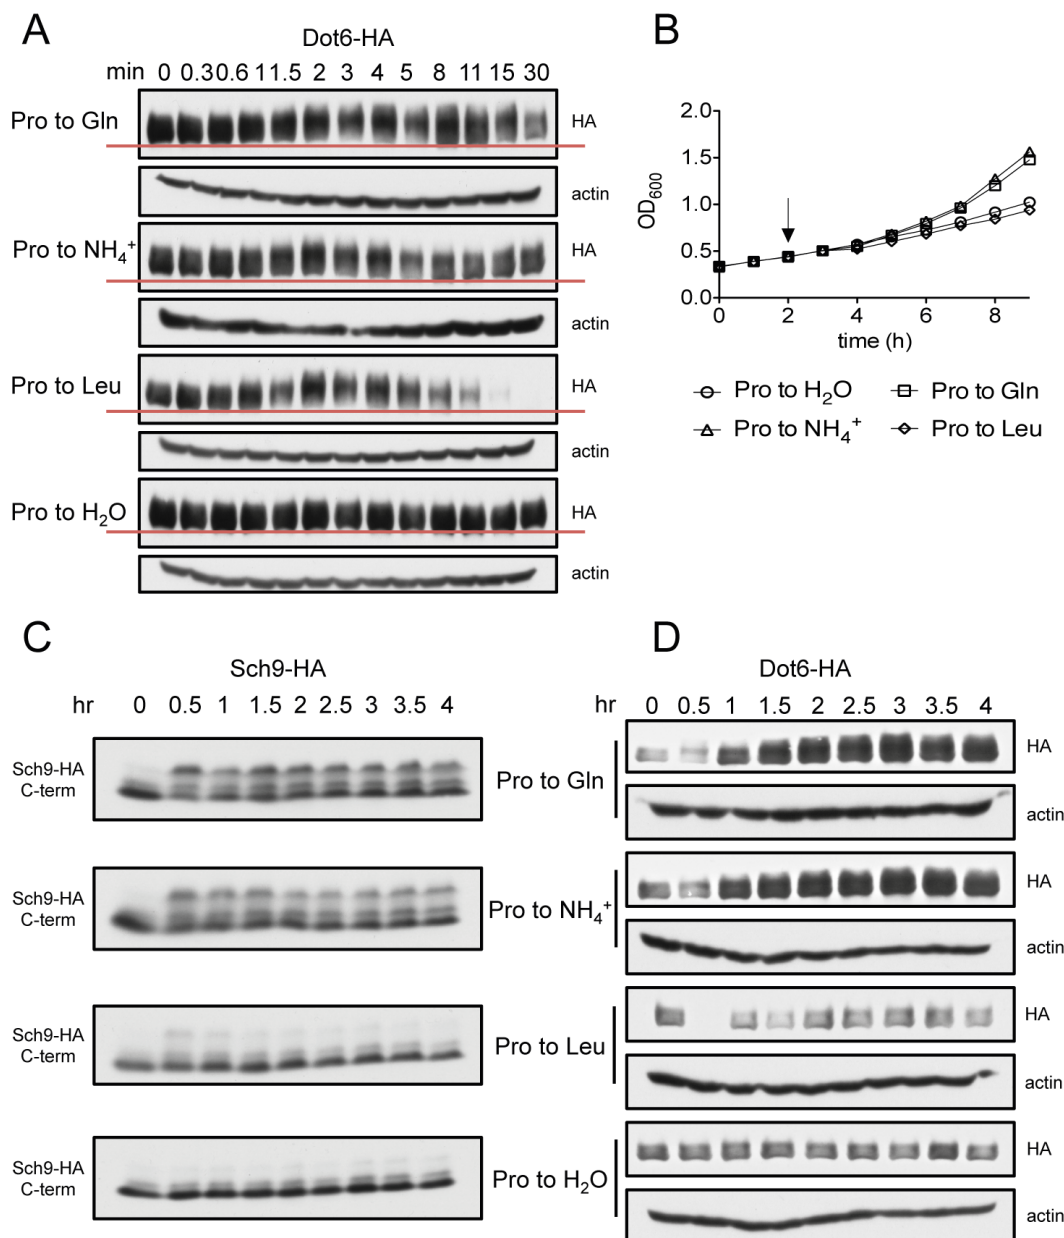 A
Dot6-HA
min 0 0.3 0.6 1 1.5 2 3 4 5 8 11 15 30
Pro to Gln HA
actin
Pro to NH₄⁺ HA
actin
Pro to Leu HA
actin
Pro to H₂O HA
actin
B
2.0
1.5
1.0
0.5
0.0
OD₆₀₀
0 2 4 6 8
time (h)
Pro to H₂O Pro to Gln
Pro to NH₄⁺ Pro to Leu
C
Sch9-HA
hr 0 0.5 1 1.5 2 2.5 3 3.5 4
Sch9-HA
C-term
Sch9-HA
C-term
Sch9-HA
C-term
Sch9-HA
C-term
D
Dot6-HA
hr 0 0.5 1 1.5 2 2.5 3 3.5 4
Pro to Gln HA
actin
Pro to NH₄⁺ HA
actin
Pro to Leu HA
actin
Pro to H₂O HA
actin